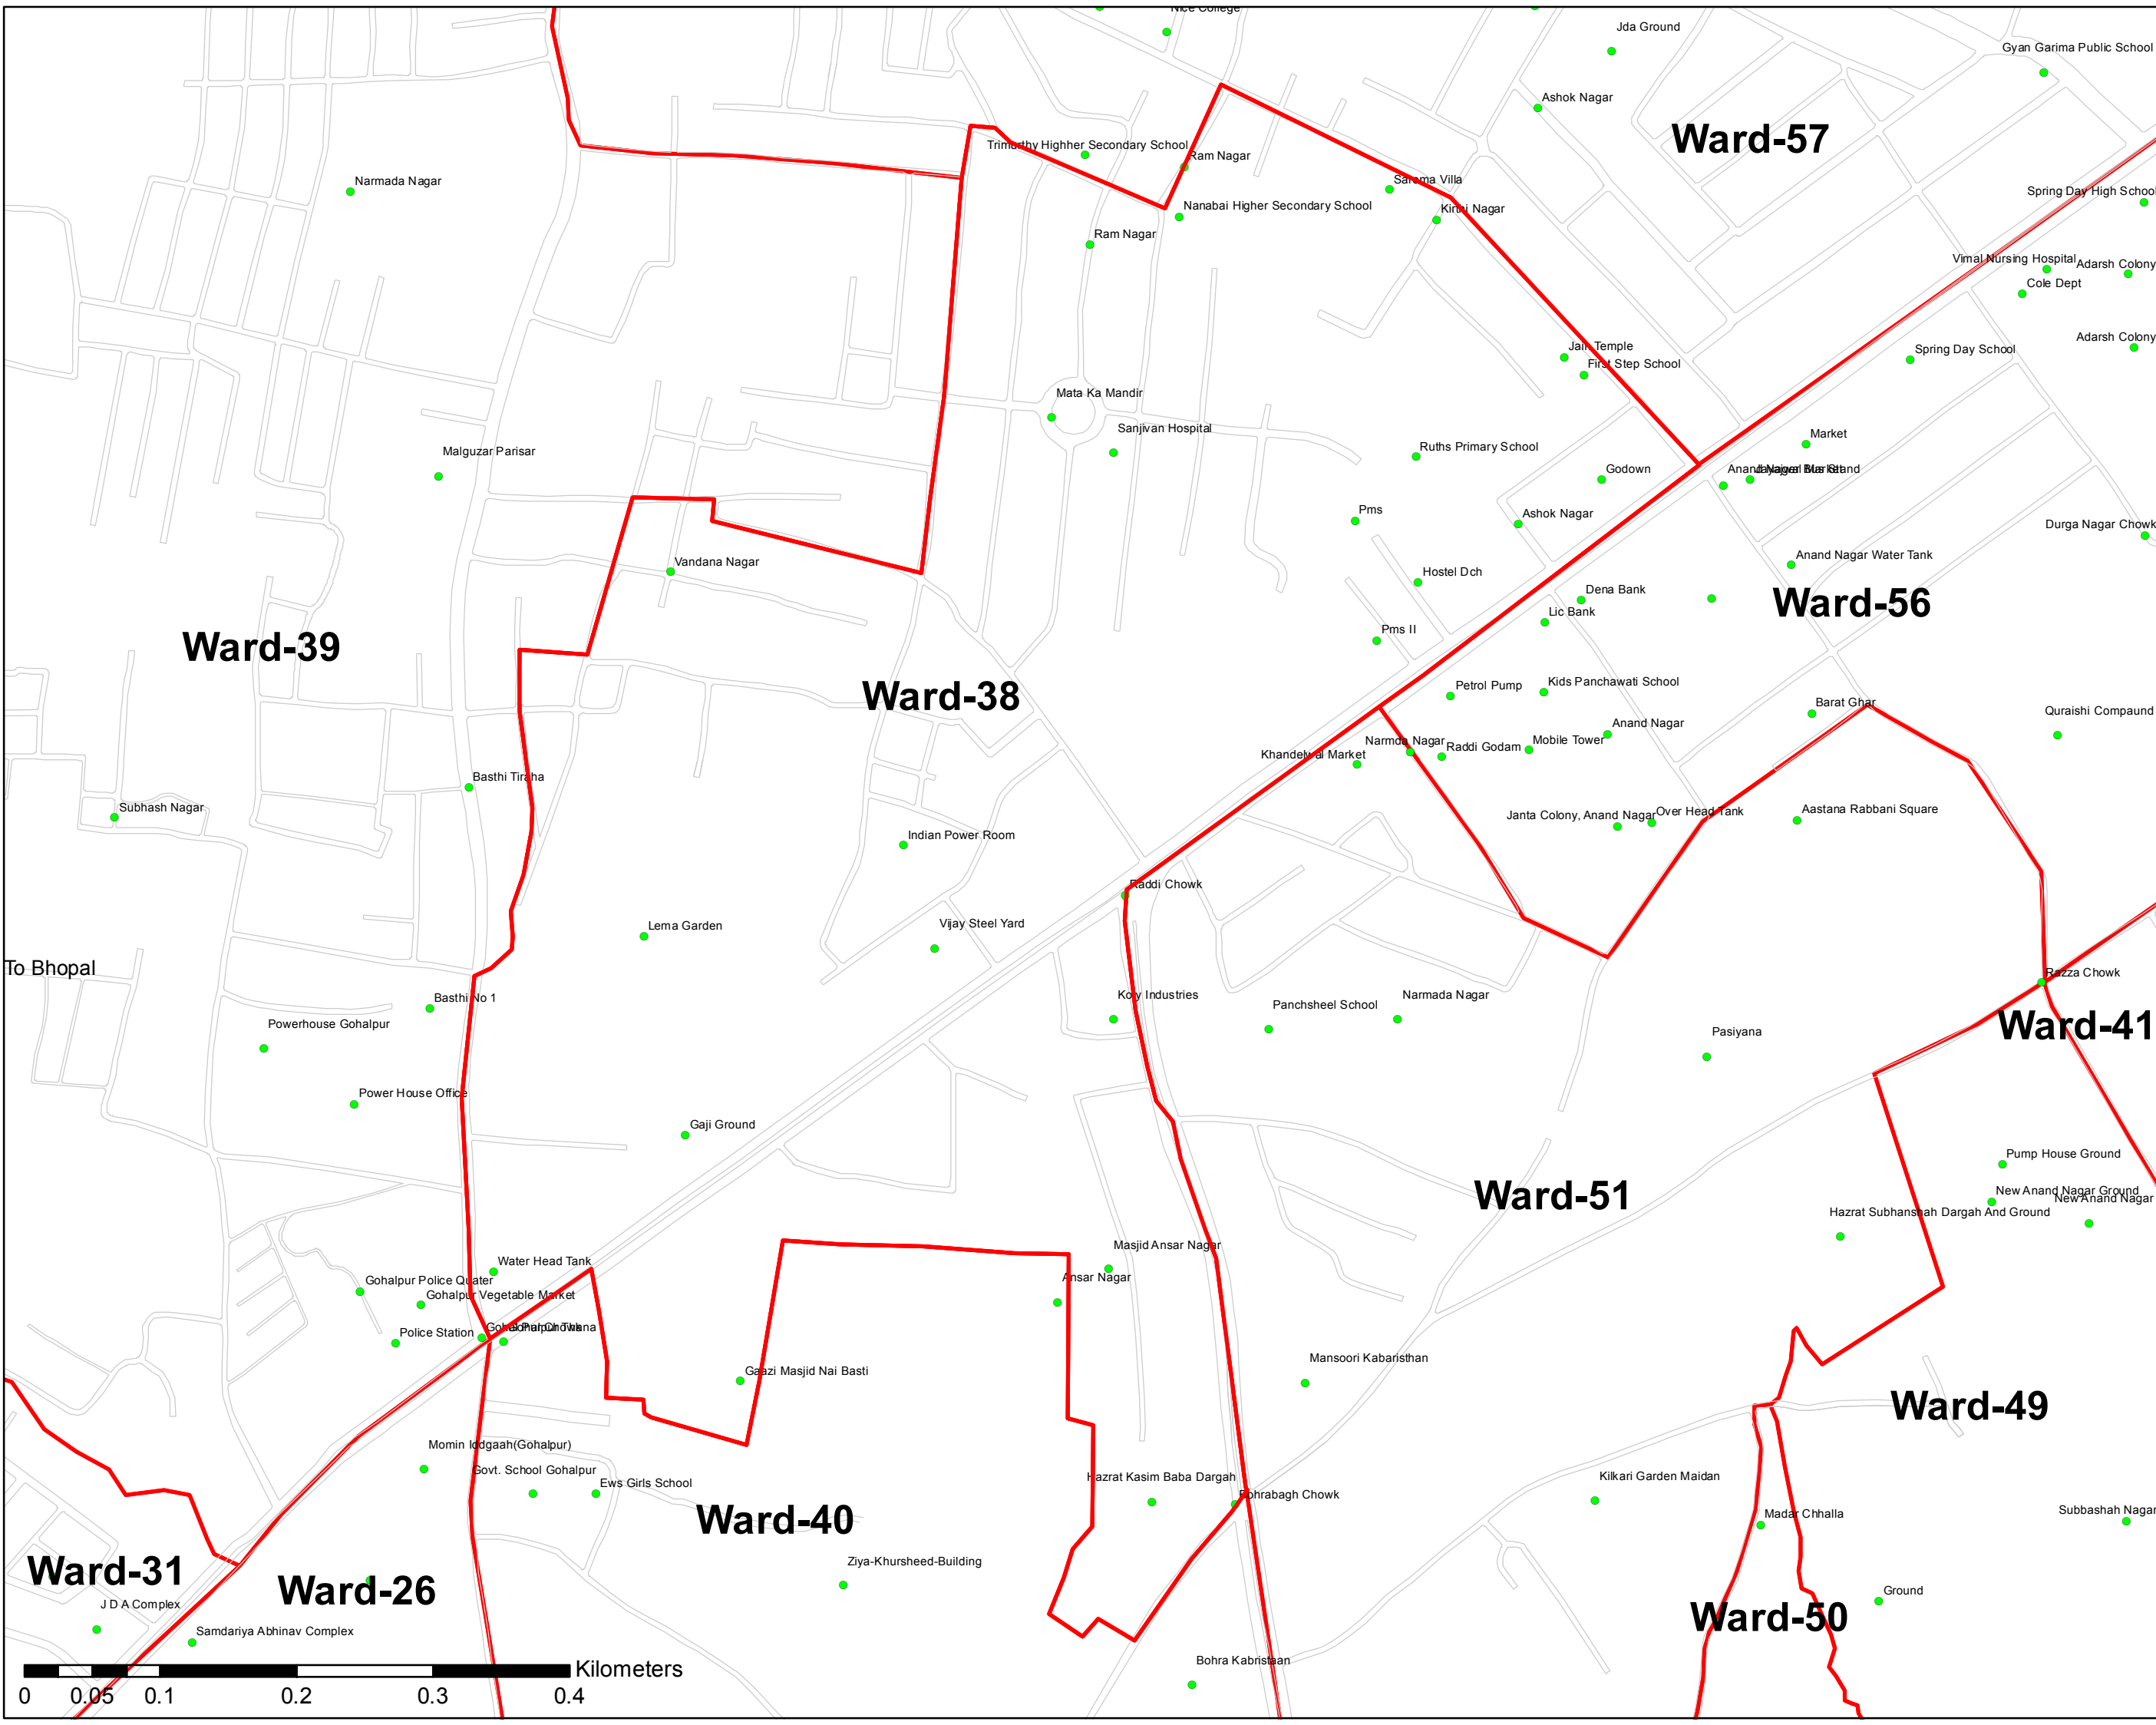 Nice College
Jda Ground
Gyan Garima Public School
Ashok Nagar
Ward-57
Trimurthy Highher Secondary School
Ram Nagar
Narmada Nagar
Sarema Villa
Spring Day High School
Nanabai Higher Secondary School
Kirthi Nagar
Ram Nagar
Vimal Nursing Hospital
Adarsh Colony
Cole Dept
Jain Temple
First Step School
Spring Day School
Adarsh Colony
Mata Ka Mandir
Sanjivan Hospital
Market
Malguzar Parisar
Ruths Primary School
Godown
Pms
Ashok Nagar
Durga Nagar Chowk
Vandana Nagar
Anand Nagar Water Tank
Hostel Dch
Dena Bank
Ward-56
Lic Bank
Pms II
Ward-39
Ward-38
Petrol Pump
Kids Panchawati School
Barat Ghar
Quraishi Compaund
Anand Nagar
Narmda Nagar
Raddi Godam
Mobile Tower
Khandelwal Market
Basthi Tiraha
Subhash Nagar
Janta Colony, Anand Nagar
Over Head Tank
Aastana Rabbani Square
Indian Power Room
Raddi Chowk
Lema Garden
Vijay Steel Yard
To Bhopal
Razza Chowk
Basthi No 1
Koly Industries
Panchsheel School
Narmada Nagar
Powerhouse Gohalpur
Ward-41
Pasiyana
Power House Office
Gaji Ground
Pump House Ground
Ward-51
New Anand Nagar Ground
New Anand Nagar
Hazrat Subhanshah Dargah And Ground
Masjid Ansar Nagar
Water Head Tank
Ansar Nagar
Gohalpur Police Quater
Gohalpur Vegetable Market
Police Station
Gaazi Masjid Nai Basti
Mansoori Kabaristhan
Ward-49
Momin Iddgaah(Gohalpur)
Govt. School Gohalpur
Ews Girls School
Hazrat Kasim Baba Dargah
Bohrabagh Chowk
Kilkari Garden Maidan
Madar Chhalla
Subbashah Nagar
Ward-40
Ziya-Khursheed-Building
Ward-31
Ward-26
Ground
J D A Complex
Ward-50
Samdariya Abhinav Complex
Bohra Kabristaan
Kilometers
0 0.05 0.1 0.2 0.3 0.4